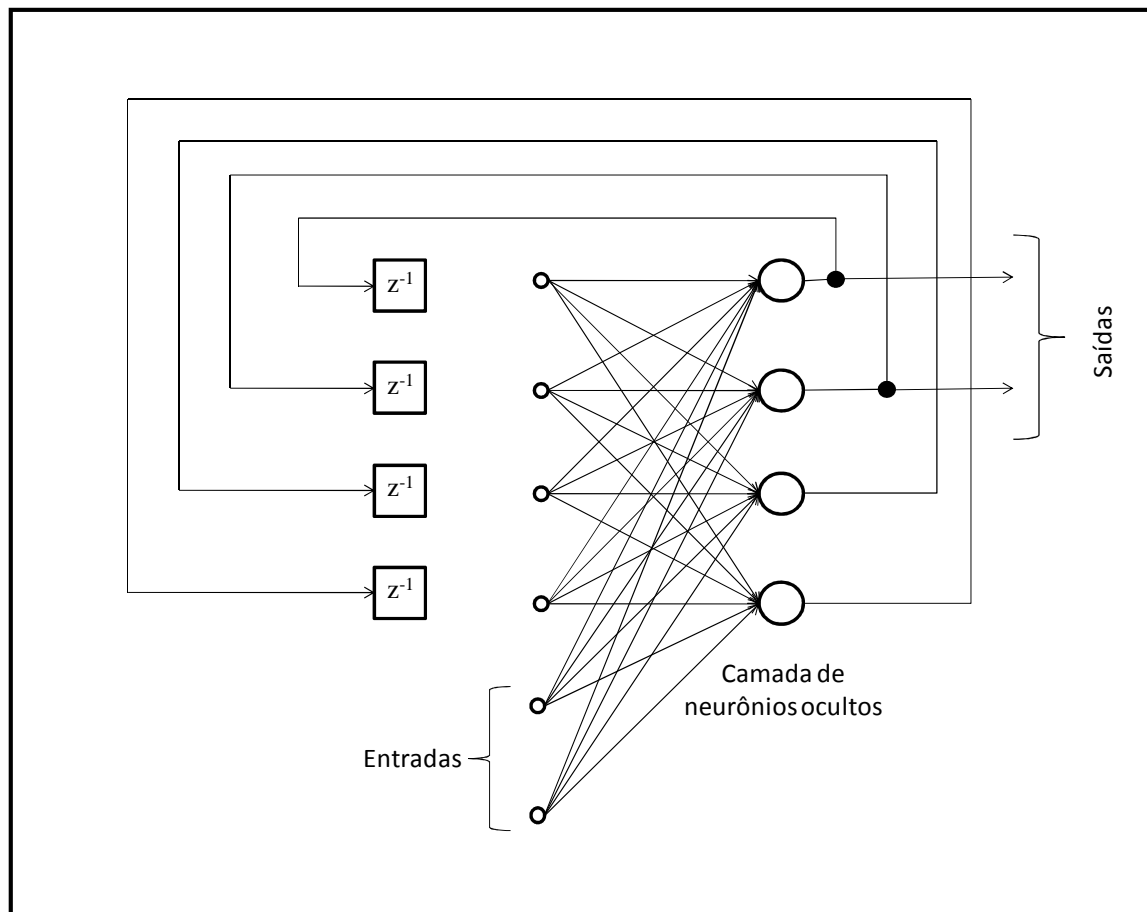 z⁻¹
z⁻¹
z⁻¹
z⁻¹
Saídas
Camada de
neurônios ocultos
Entradas